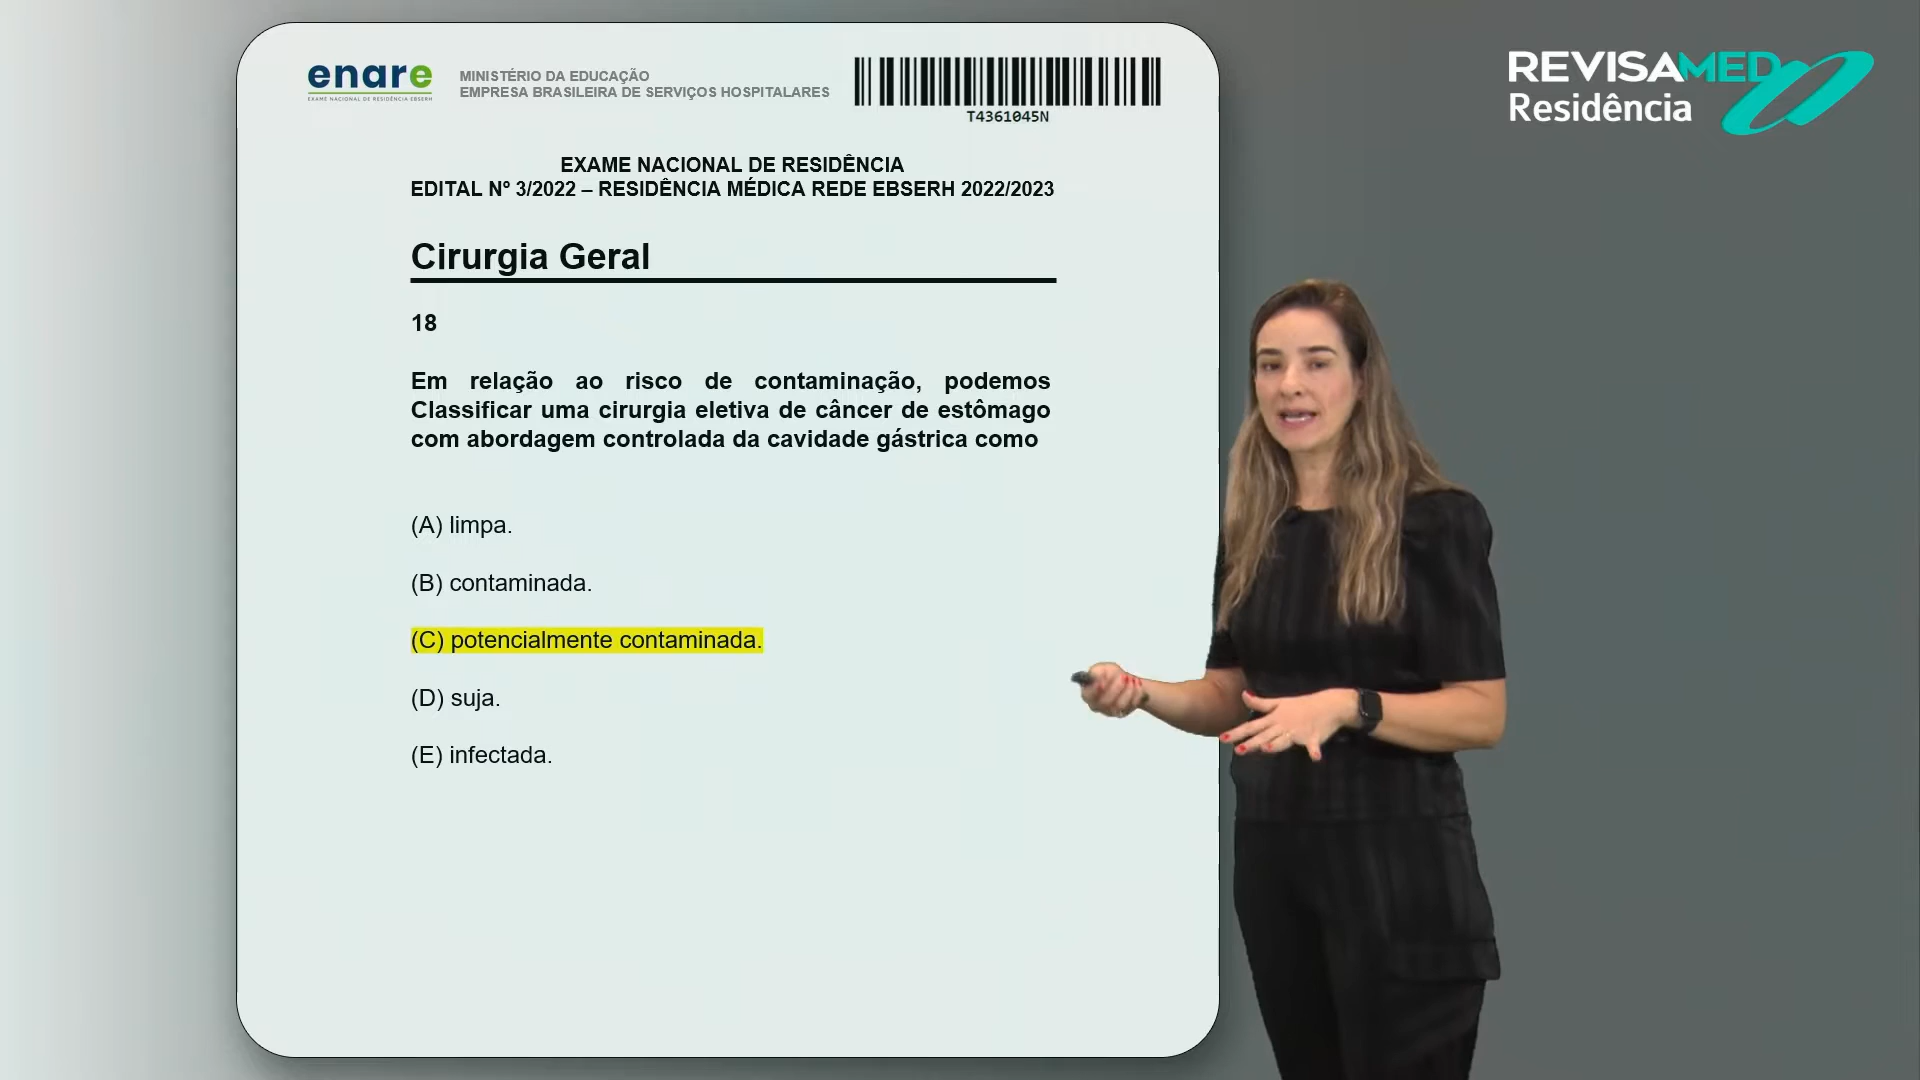 enare
EXAME NACIONAL DE RESIDÊNCIA EBSERH
MINISTÉRIO DA EDUCAÇÃO
EMPRESA BRASILEIRA DE SERVIÇOS HOSPITALARES
T4361045N
REVISAMED
Residência
EXAME NACIONAL DE RESIDÊNCIA
EDITAL Nº 3/2022 – RESIDÊNCIA MÉDICA REDE EBSERH 2022/2023
Cirurgia Geral
18
Em relação ao risco de contaminação, podemos
Classificar uma cirurgia eletiva de câncer de estômago
com abordagem controlada da cavidade gástrica como
(A) limpa.
(B) contaminada.
(C) potencialmente contaminada.
(D) suja.
(E) infectada.